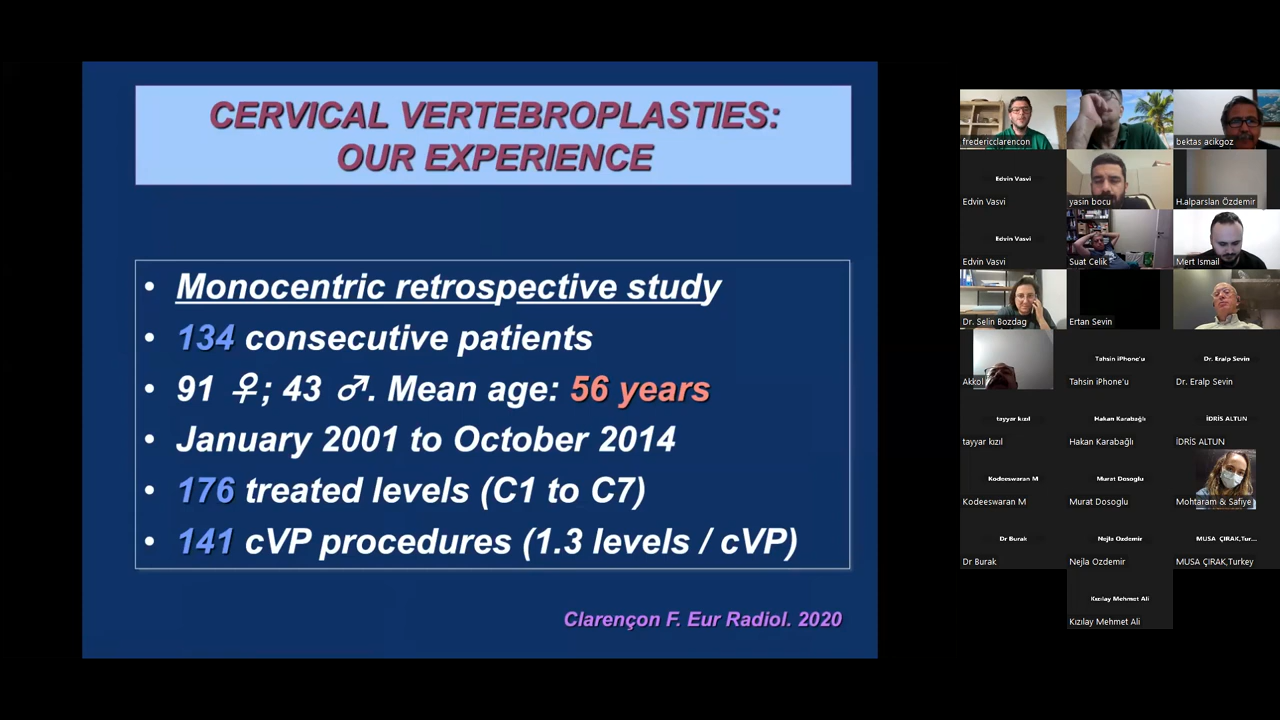 CERVICAL VERTEBROPLASTIES:
OUR EXPERIENCE
• Monocentric retrospective study
• 134 consecutive patients
• 91 ♀; 43 ♂. Mean age: 56 years
• January 2001 to October 2014
• 176 treated levels (C1 to C7)
• 141 cVP procedures (1.3 levels / cVP)
Clarençon F. Eur Radiol. 2020
fredericclarencon
bektas acikgoz
Edvin Vasvi
Edvin Vasvi
yasin bocu
H.alparslan Özdemir
Edvin Vasvi
Edvin Vasvi
Suat Celik
Mert Ismail
Dr. Selin Bozdag
Ertan Sevin
Akkol
Tahsin iPhone'u
Tahsin iPhone'u
Dr. Eralp Sevin
Dr. Eralp Sevin
tayyar kızıl
tayyar kızıl
Hakan Karabağlı
Hakan Karabağlı
İDRİS ALTUN
İDRİS ALTUN
Kodeeswaran M
Kodeeswaran M
Murat Dosoglu
Murat Dosoglu
Mohtaram & Safiye
Dr Burak
Dr Burak
Nejla Ozdemir
Nejla Ozdemir
MUSA ÇIRAK,Tur...
MUSA ÇIRAK,Turkey
Kızılay Mehmet Ali
Kızılay Mehmet Ali